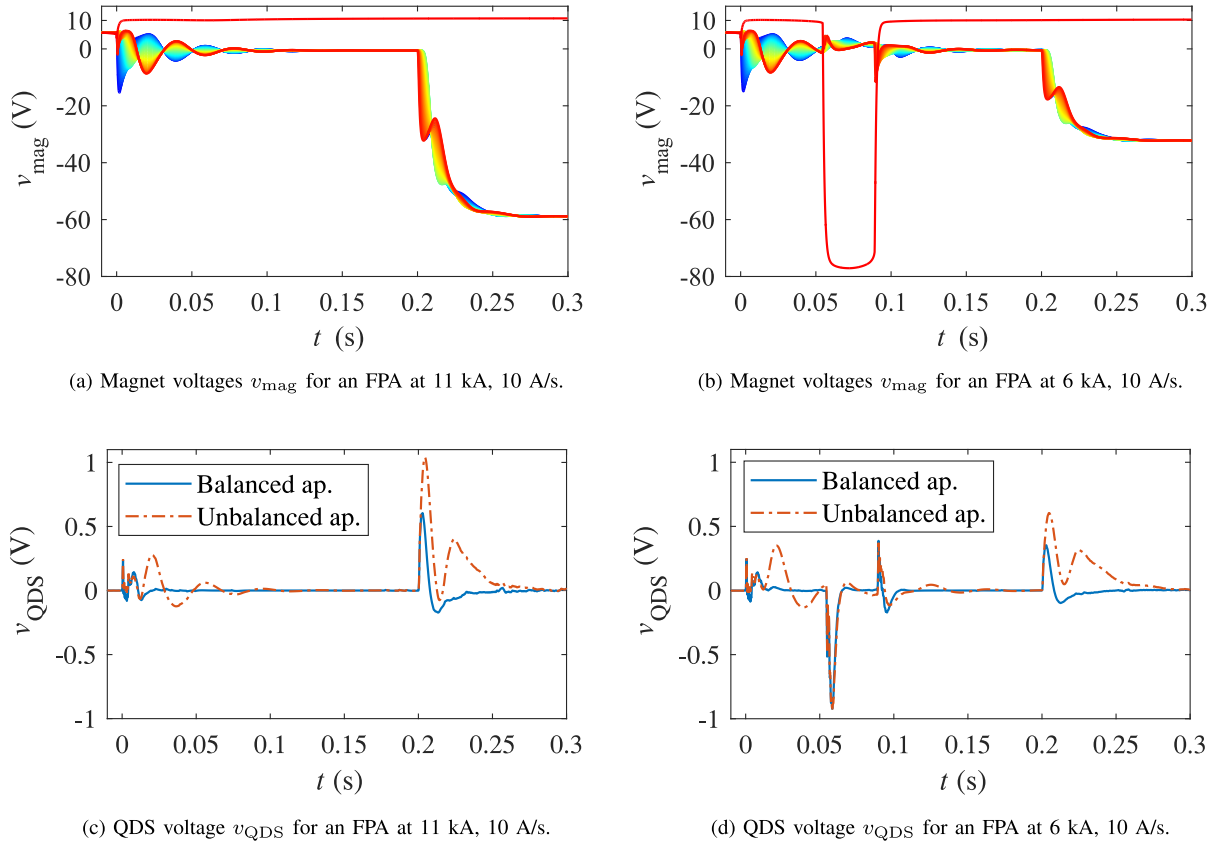 10
0
-20
-40
-60
-80
v_mag (V)
0 0.05 0.1 0.15 0.2 0.25 0.3
t (s)
(a) Magnet voltages v_mag for an FPA at 11 kA, 10 A/s.
10
0
-20
-40
-60
-80
v_mag (V)
0 0.05 0.1 0.15 0.2 0.25 0.3
t (s)
(b) Magnet voltages v_mag for an FPA at 6 kA, 10 A/s.
1
0.5
0
-0.5
-1
v_QDS (V)
Balanced ap.
Unbalanced ap.
0 0.05 0.1 0.15 0.2 0.25 0.3
t (s)
(c) QDS voltage v_QDS for an FPA at 11 kA, 10 A/s.
1
0.5
0
-0.5
-1
v_QDS (V)
Balanced ap.
Unbalanced ap.
0 0.05 0.1 0.15 0.2 0.25 0.3
t (s)
(d) QDS voltage v_QDS for an FPA at 6 kA, 10 A/s.